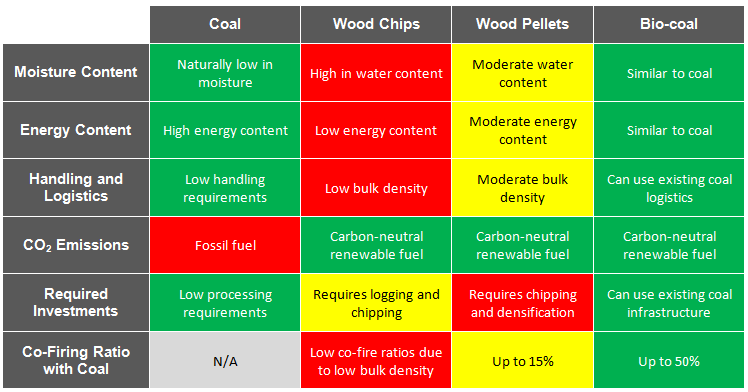 Coal
Wood Chips
Wood Pellets
Bio-coal
Moisture Content
Naturally low in
moisture
High in water content
Moderate water
content
Similar to coal
Energy Content
High energy content
Low energy content
Moderate energy
content
Similar to coal
Handling and
Logistics
Low handling
requirements
Low bulk density
Moderate bulk
density
Can use existing coal
logistics
CO₂ Emissions
Fossil fuel
Carbon-neutral
renewable fuel
Carbon-neutral
renewable fuel
Carbon-neutral
renewable fuel
Required
Investments
Low processing
requirements
Requires logging and
chipping
Requires chipping
and densification
Can use existing coal
infrastructure
Co-Firing Ratio
with Coal
N/A
Low co-fire ratios due
to low bulk density
Up to 15%
Up to 50%